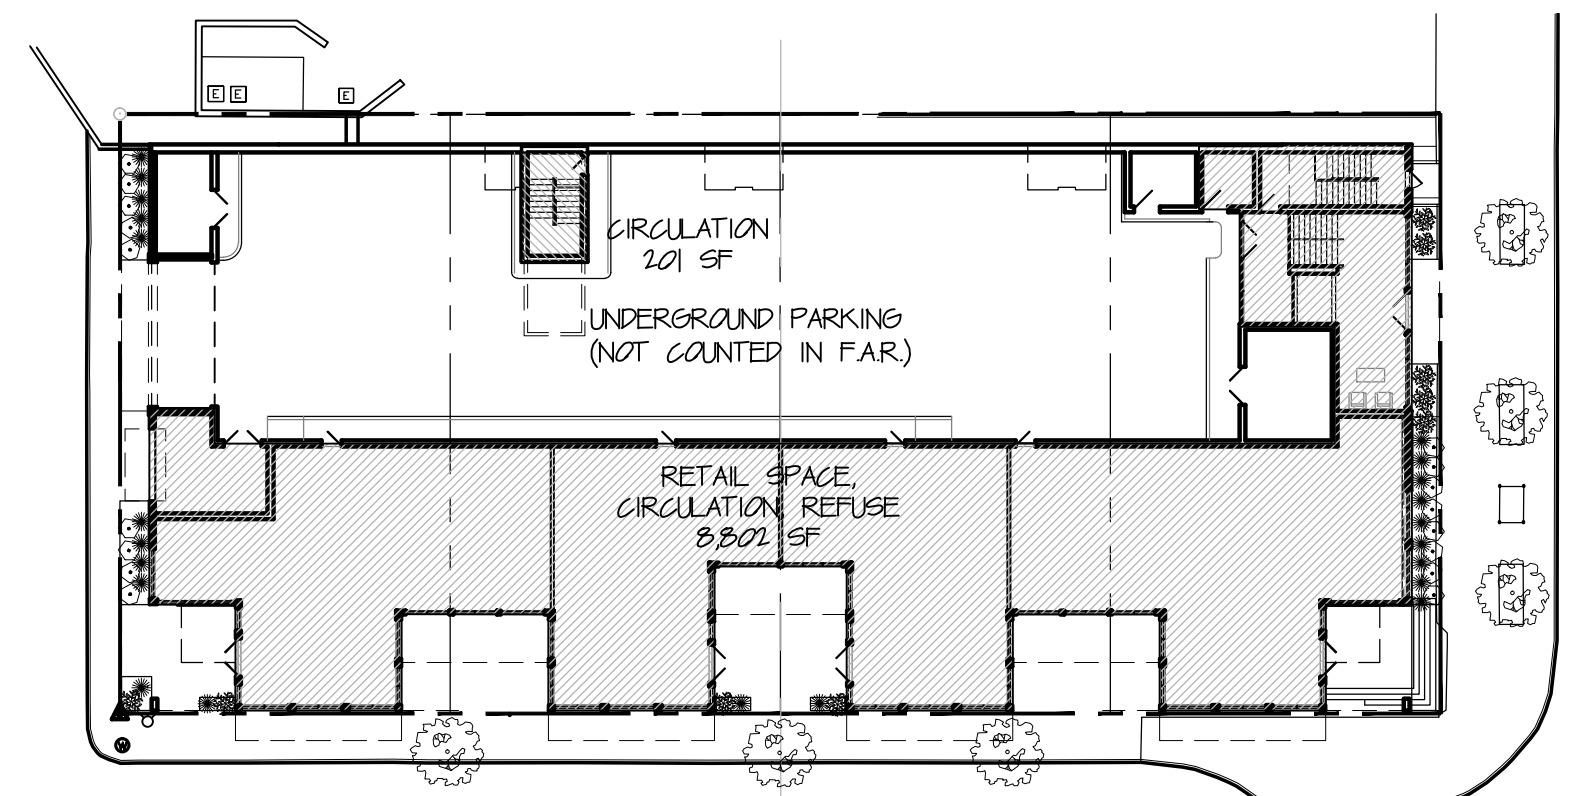 E E E
CIRCULATION
201 SF
UNDERGROUND PARKING
(NOT COUNTED IN F.A.R.)
RETAIL SPACE,
CIRCULATION, REFUSE
8,802 SF
W